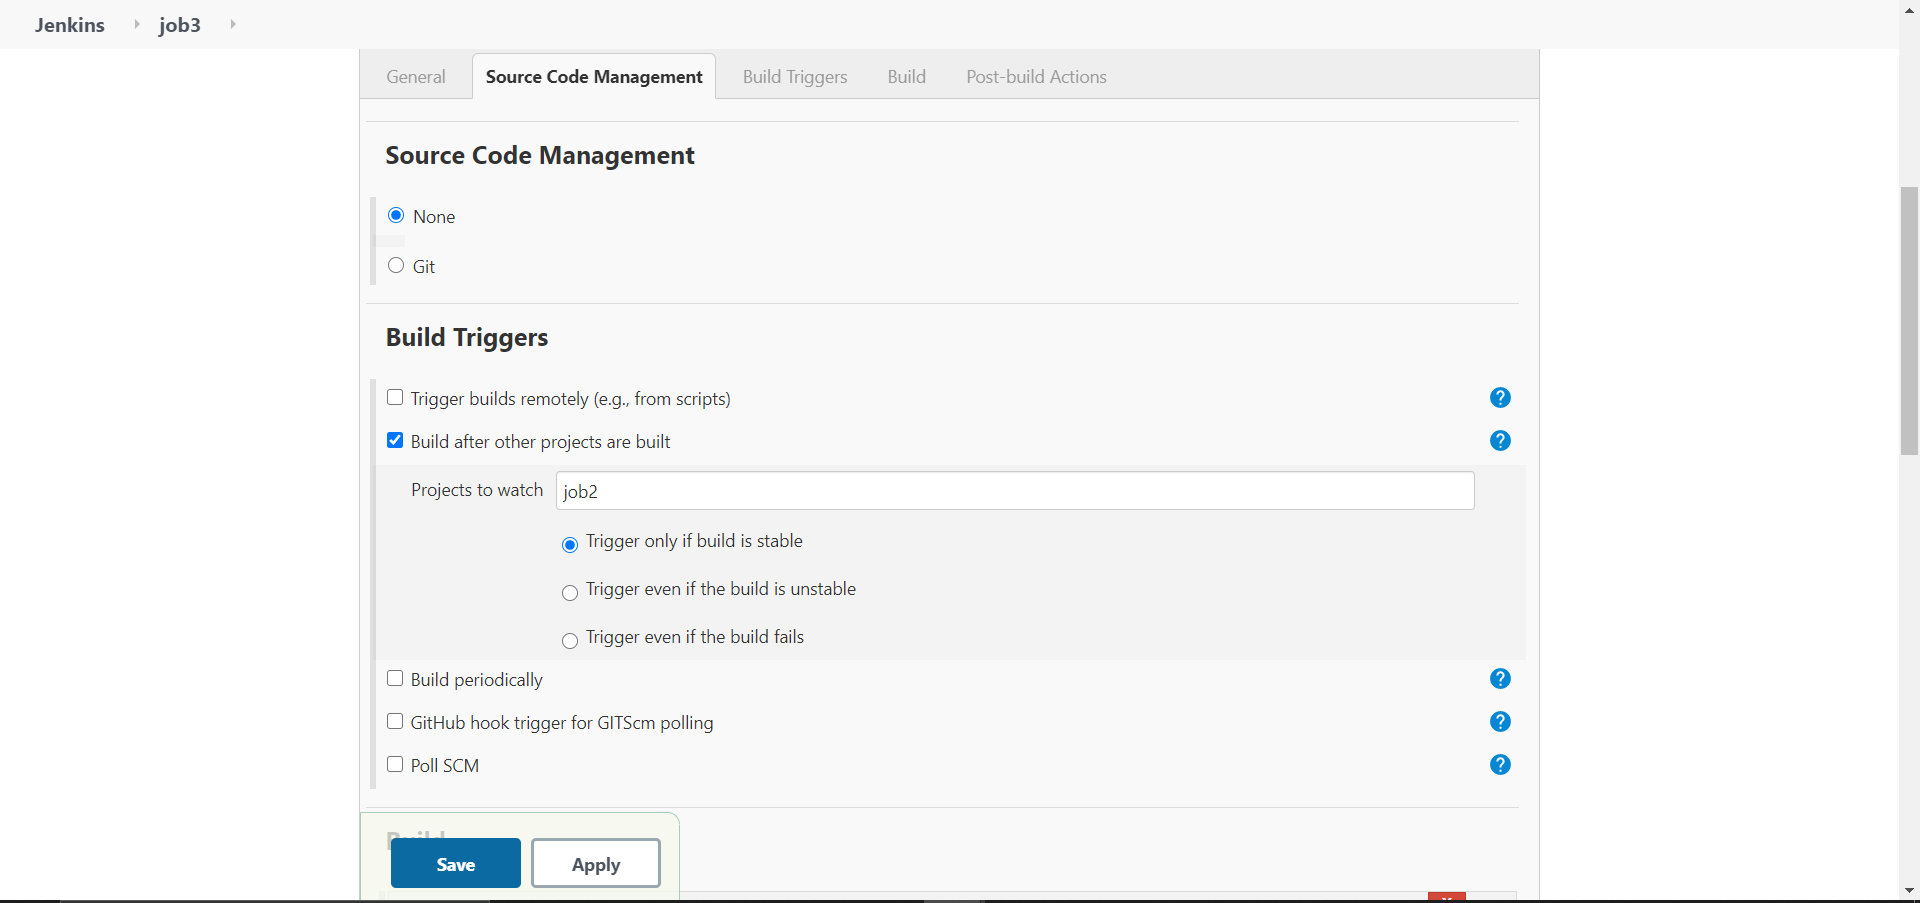 Jenkins job3
General Source Code Management Build Triggers Build Post-build Actions
Source Code Management
None
Git
Build Triggers
Trigger builds remotely (e.g., from scripts)
?
Build after other projects are built
?
Projects to watch job2
Trigger only if build is stable
Trigger even if the build is unstable
Trigger even if the build fails
Build periodically
?
GitHub hook trigger for GITScm polling
?
Poll SCM
?
Build
Save Apply